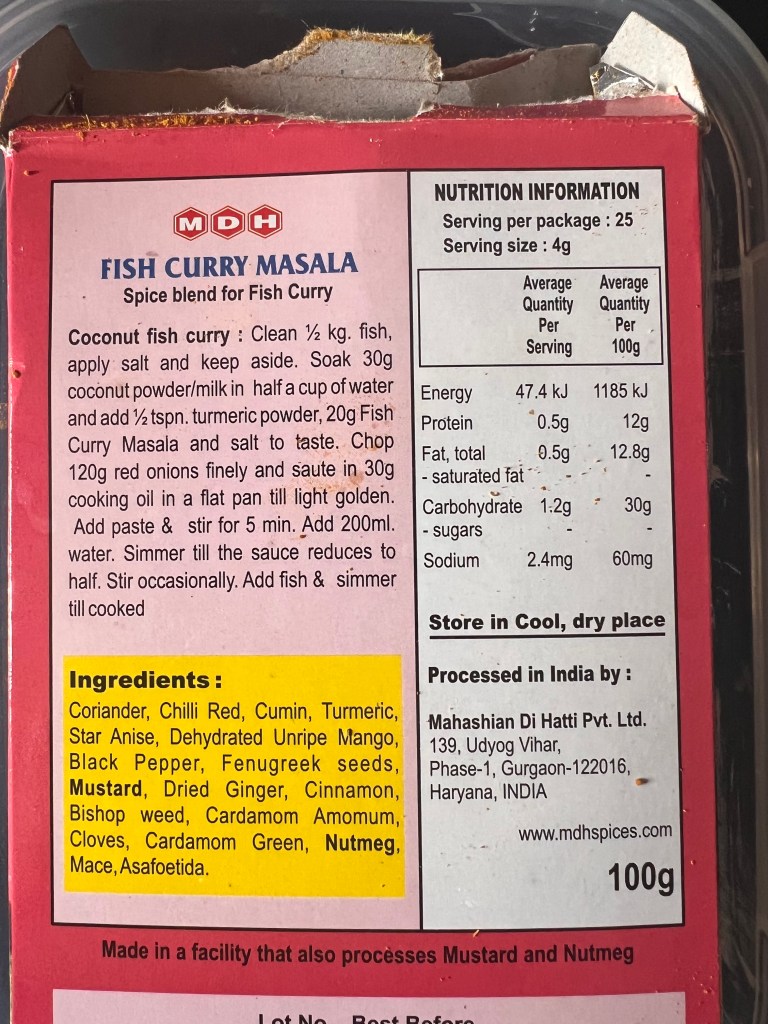 MDH
FISH CURRY MASALA
Spice blend for Fish Curry
Coconut fish curry : Clean ½ kg. fish,
apply salt and keep aside. Soak 30g
coconut powder/milk in half a cup of water
and add ½ tspn. turmeric powder, 20g Fish
Curry Masala and salt to taste. Chop
120g red onions finely and saute in 30g
cooking oil in a flat pan till light golden.
Add paste & stir for 5 min. Add 200ml.
water. Simmer till the sauce reduces to
half. Stir occasionally. Add fish & simmer
till cooked
Ingredients :
Coriander, Chilli Red, Cumin, Turmeric,
Star Anise, Dehydrated Unripe Mango,
Black Pepper, Fenugreek seeds,
Mustard, Dried Ginger, Cinnamon,
Bishop weed, Cardamom Amomum,
Cloves, Cardamom Green, Nutmeg,
Mace, Asafoetida.
NUTRITION INFORMATION
Serving per package : 25
Serving size : 4g
Average Average
Quantity Quantity
Per Per
Serving 100g
Energy 47.4 kJ 1185 kJ
Protein 0.5g 12g
Fat, total 0.5g 12.8g
- saturated fat - -
Carbohydrate 1.2g 30g
- sugars - -
Sodium 2.4mg 60mg
Store in Cool, dry place
Processed in India by :
Mahashian Di Hatti Pvt. Ltd.
139, Udyog Vihar,
Phase-1, Gurgaon-122016,
Haryana, INDIA
www.mdhspices.com
100g
Made in a facility that also processes Mustard and Nutmeg
Lot No Best Before